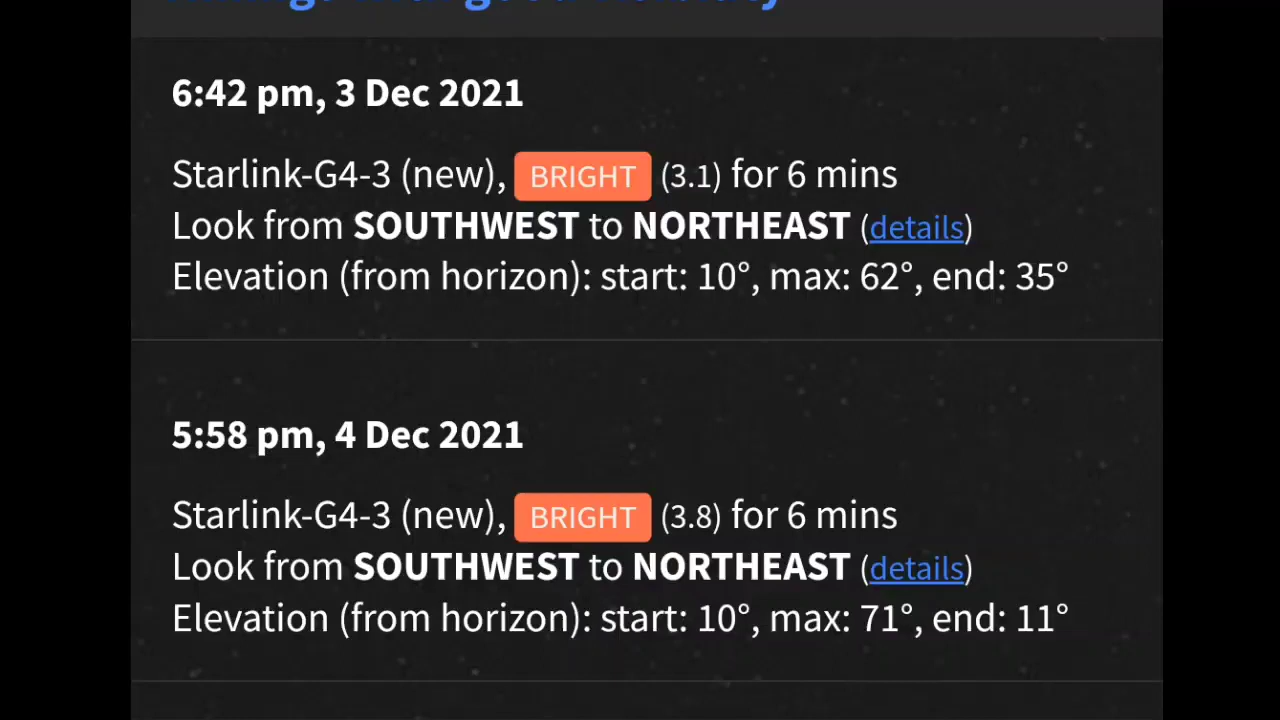 6:42 pm, 3 Dec 2021
Starlink-G4-3 (new), BRIGHT (3.1) for 6 mins
Look from SOUTHWEST to NORTHEAST (details)
Elevation (from horizon): start: 10°, max: 62°, end: 35°
5:58 pm, 4 Dec 2021
Starlink-G4-3 (new), BRIGHT (3.8) for 6 mins
Look from SOUTHWEST to NORTHEAST (details)
Elevation (from horizon): start: 10°, max: 71°, end: 11°